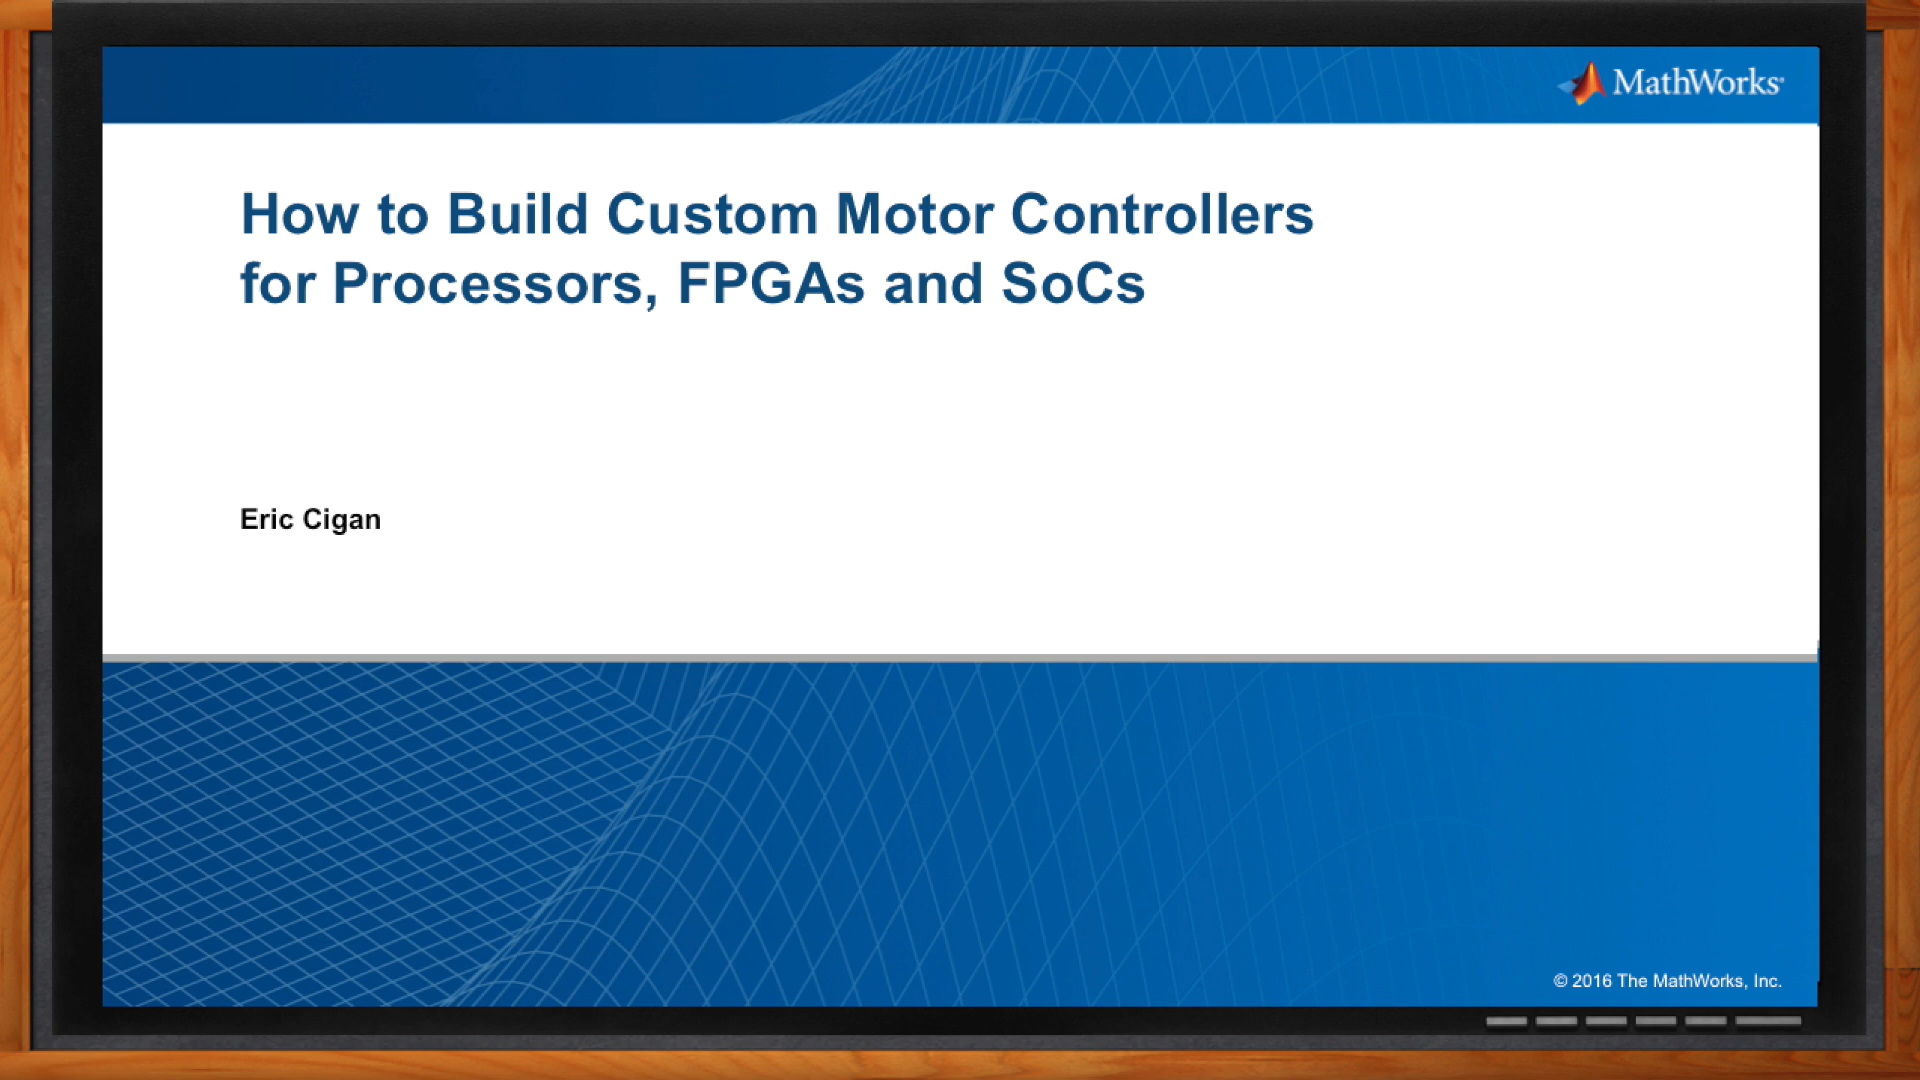 MathWorks®
How to Build Custom Motor Controllers
for Processors, FPGAs and SoCs
Eric Cigan
© 2016 The MathWorks, Inc.